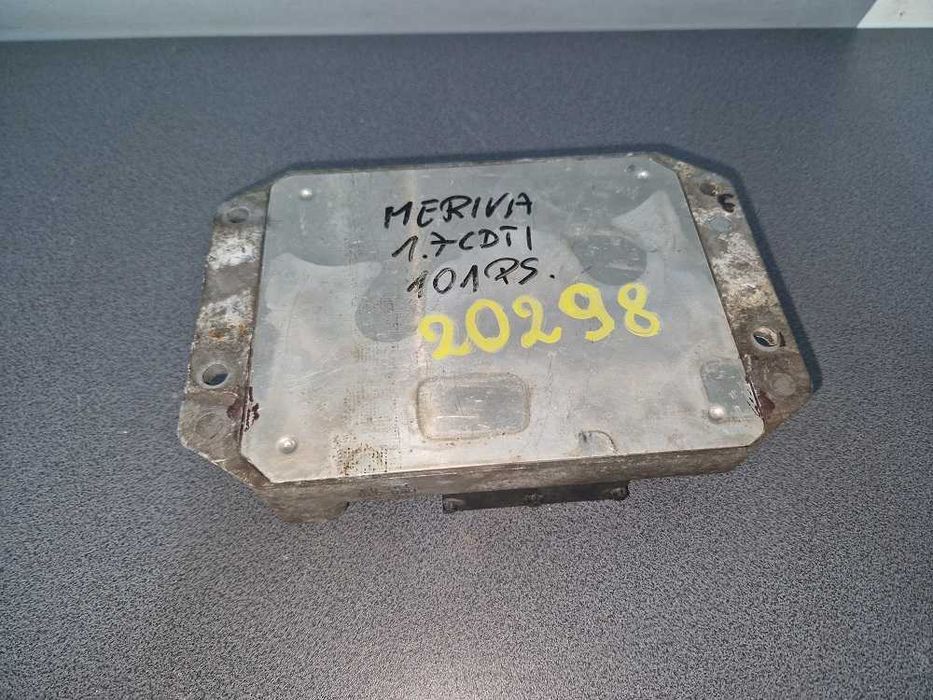 MERIVA
1.7CDTI
101PS.
20298